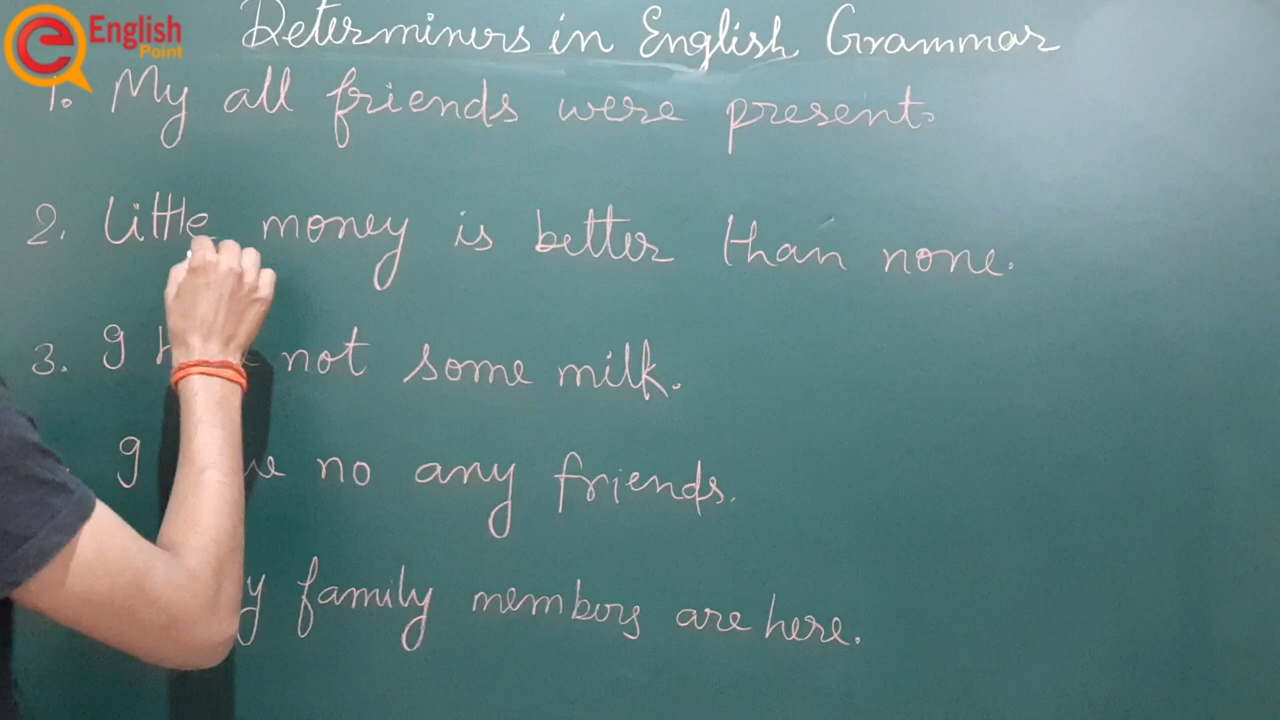 English
Point
Determiners in English Grammar
1. My all friends were present.
2. Little money is better than none.
3. I not some milk.
I no any friends.
family members are here.